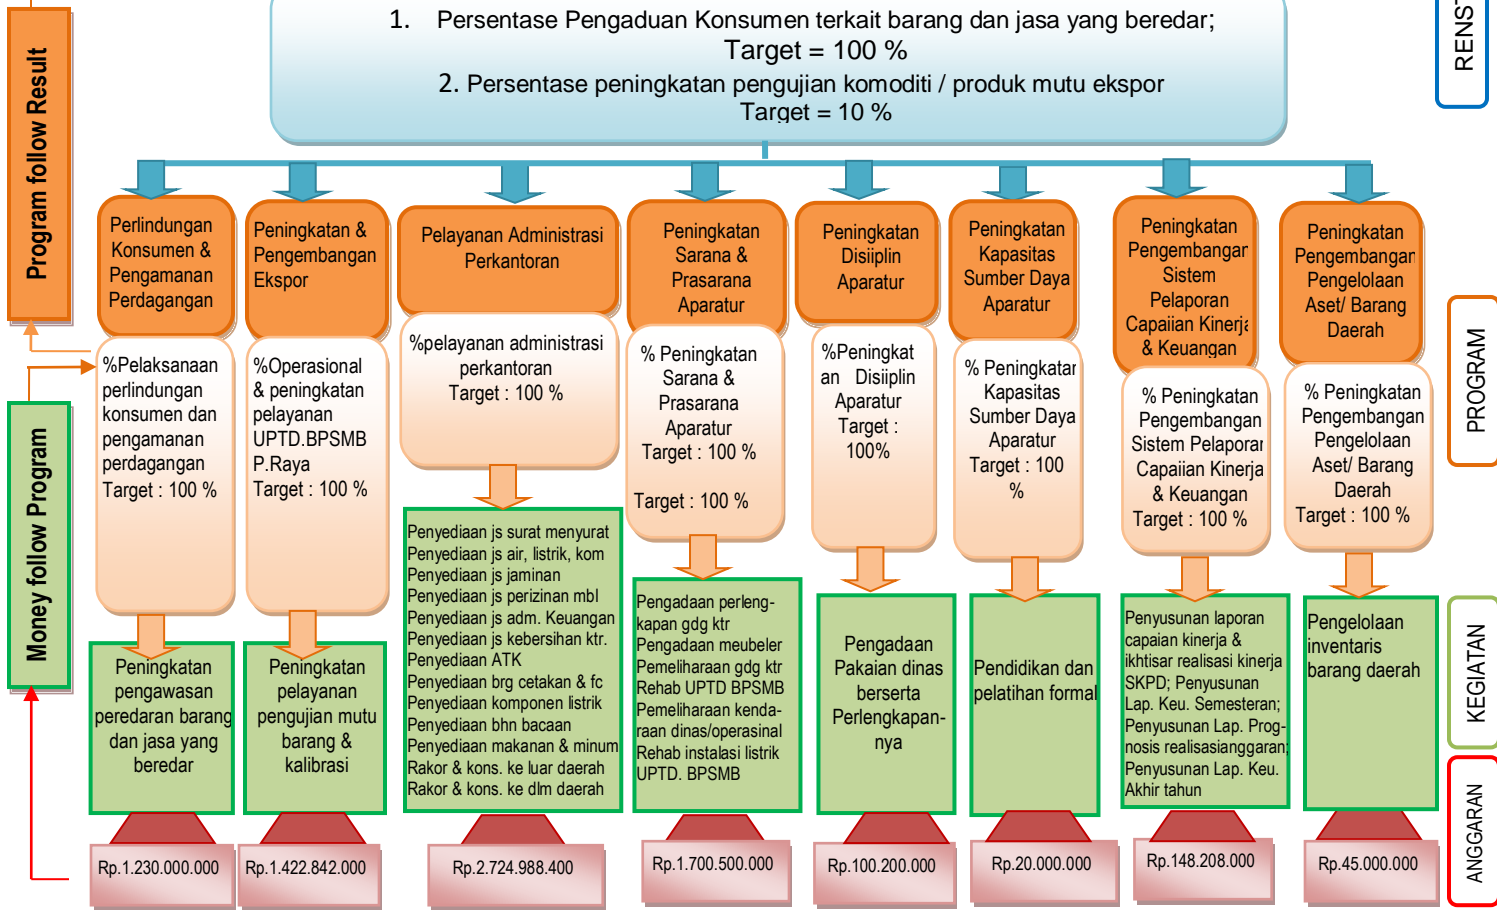 1. Persentase Pengaduan Konsumen terkait barang dan jasa yang beredar;
Target = 100 %
2. Persentase peningkatan pengujian komoditi / produk mutu ekspor
Target = 10 %
Program follow Result
Money follow Program
Perlindungan
Konsumen &
Pengamanan
Perdagangan
Peningkatan &
Pengembangan
Ekspor
Pelayanan Administrasi
Perkantoran
Peningkatan
Sarana &
Prasarana
Aparatur
Peningkatan
Disiiplin
Aparatur
Peningkatan
Kapasitas
Sumber Daya
Aparatur
Peningkatan
Pengembangan
Sistem
Pelaporan
Capaiian Kinerja
& Keuangan
Peningkatan
Pengembangan
Pengelolaan
Aset/ Barang
Daerah
%Pelaksanaan
perlindungan
konsumen dan
pengamanan
perdagangan
Target : 100 %
%Operasional
& peningkatan
pelayanan
UPTD.BPSMB
P.Raya
Target : 100 %
%pelayanan administrasi
perkantoran
Target : 100 %
% Peningkatan
Sarana &
Prasarana
Aparatur
Target : 100 %
Target : 100 %
%Peningkat
an Disiiplin
Aparatur
Target :
100%
% Peningkatan
Kapasitas
Sumber Daya
Aparatur
Target : 100
%
% Peningkatan
Pengembangan
Sistem Pelaporan
Capaiian Kinerja
& Keuangan
Target : 100 %
% Peningkatan
Pengembangan
Pengelolaan
Aset/ Barang
Daerah
Target : 100 %
Peningkatan
pengawasan
peredaran barang
dan jasa yang
beredar
Peningkatan
pelayanan
pengujian mutu
barang &
kalibrasi
Penyediaan js surat menyurat
Penyediaan js air, listrik, kom
Penyediaan js jaminan
Penyediaan js perizinan mbl
Penyediaan js adm. Keuangan
Penyediaan js kebersihan ktr.
Penyediaan ATK
Penyediaan brg cetakan & fc
Penyediaan komponen listrik
Penyediaan bhn bacaan
Penyediaan makanan & minum
Rakor & kons. ke luar daerah
Rakor & kons. ke dlm daerah
Pengadaan perleng-
kapan gdg ktr
Pengadaan meubeler
Pemeliharaan gdg ktr
Rehab UPTD BPSMB
Pemeliharaan kenda-
raan dinas/operasinal
Rehab instalasi listrik
UPTD. BPSMB
Pengadaan
Pakaian dinas
berserta
Perlengkapan-
nya
Pendidikan dan
pelatihan formal
Penyusunan laporan
capaian kinerja &
ikhtisar realisasi kinerja
SKPD; Penyusunan
Lap. Keu. Semesteran;
Penyusunan Lap. Prog-
nosis realisasianggaran;
Penyusunan Lap. Keu.
Akhir tahun
Pengelolaan
inventaris
barang daerah
Rp.1.230.000.000
Rp.1.422.842.000
Rp.2.724.988.400
Rp.1.700.500.000
Rp.100.200.000
Rp.20.000.000
Rp.148.208.000
Rp.45.000.000
RENST
PROGRAM
KEGIATAN
ANGGARAN